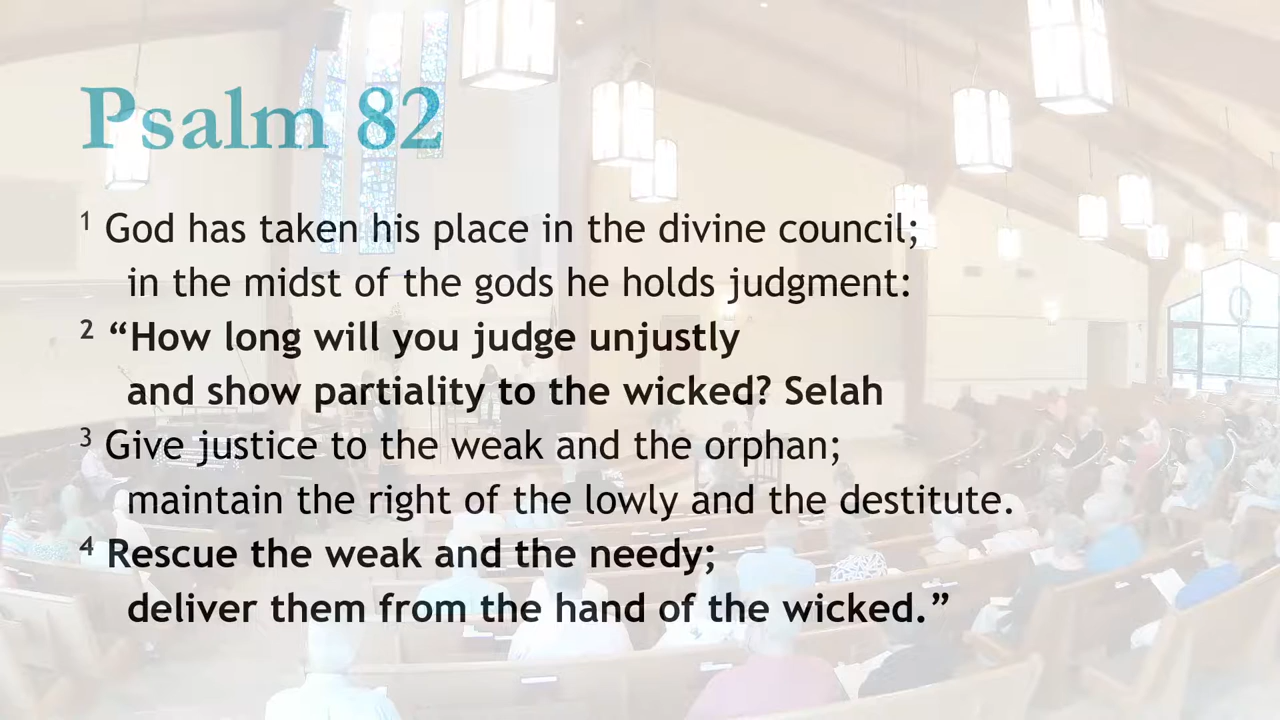 Psalm 82
1 God has taken his place in the divine council;
in the midst of the gods he holds judgment:
2 “How long will you judge unjustly
and show partiality to the wicked? Selah
3 Give justice to the weak and the orphan;
maintain the right of the lowly and the destitute.
4 Rescue the weak and the needy;
deliver them from the hand of the wicked.”